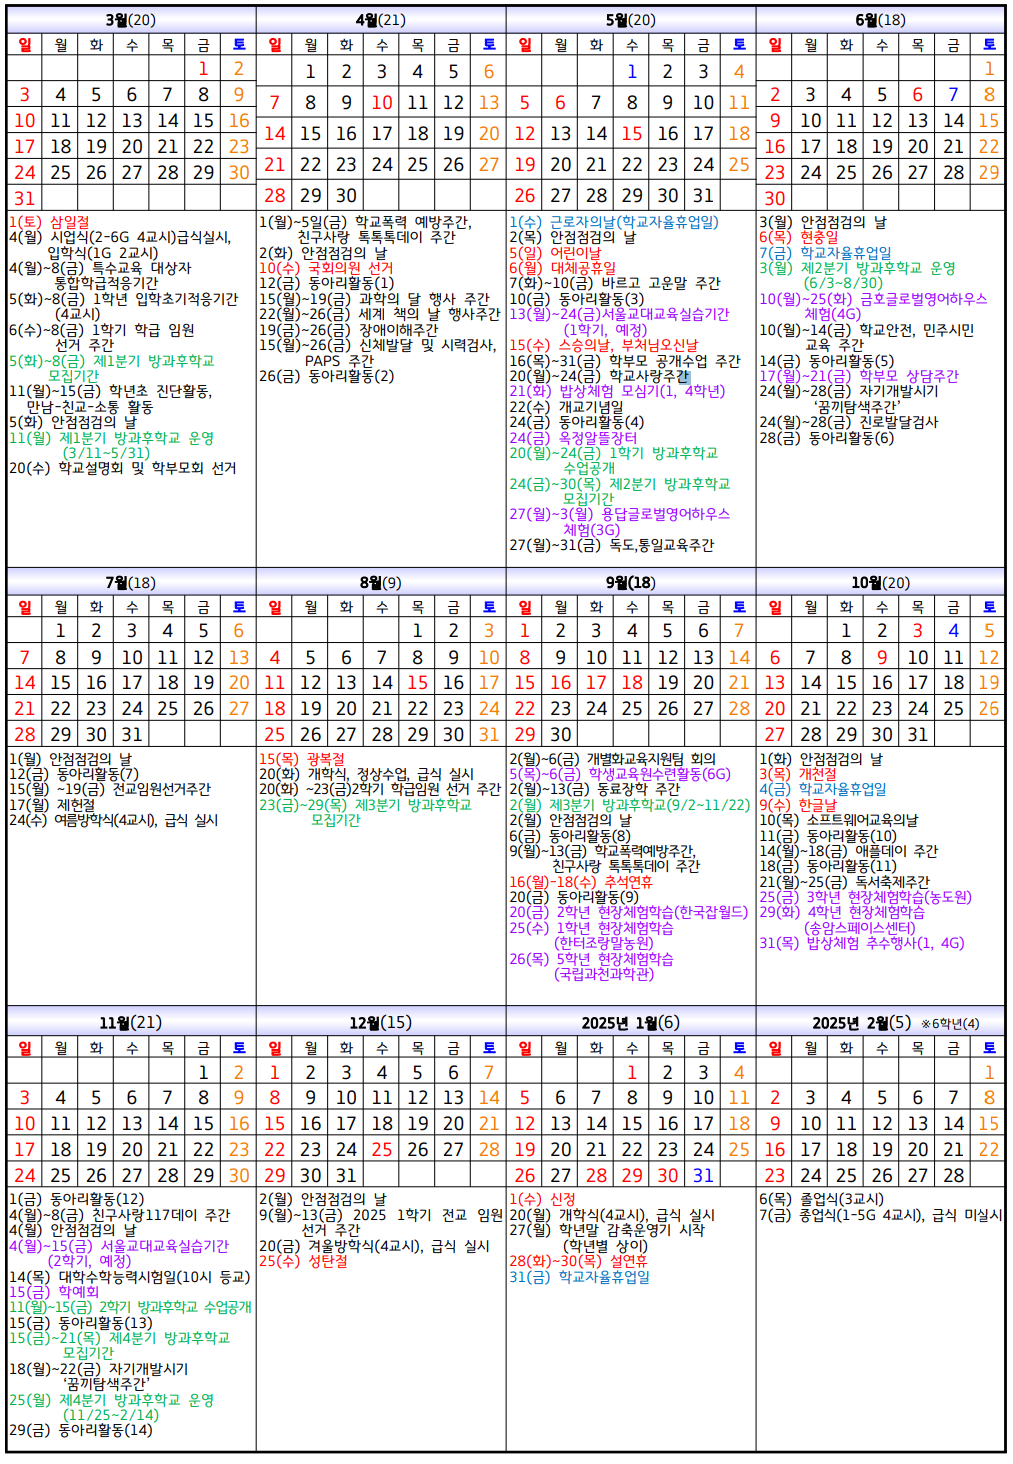 3월(20)
일 월 화 수 목 금 토
1 2
3 4 5 6 7 8 9
10 11 12 13 14 15 16
17 18 19 20 21 22 23
24 25 26 27 28 29 30
31
1(토) 삼일절
4(월) 시업식(2-6G 4교시)급식실시,
입학식(1G 2교시)
4(월)~8(금) 특수교육 대상자
통합학급적응기간
5(화)~8(금) 1학년 입학초기적응기간
(4교시)
6(수)~8(금) 1학기 학급 임원
선거 주간
5(화)~8(금) 제1분기 방과후학교
모집기간
11(월)~15(금) 학년초 진단활동,
만남-친교-소통 활동
5(화) 안전점검의 날
11(월) 제1분기 방과후학교 운영
(3/11~5/31)
20(수) 학교설명회 및 학부모회 선거
4월(21)
일 월 화 수 목 금 토
1 2 3 4 5 6
7 8 9 10 11 12 13
14 15 16 17 18 19 20
21 22 23 24 25 26 27
28 29 30
1(월)~5일(금) 학교폭력 예방주간,
친구사랑 톡톡톡데이 주간
2(화) 안전점검의 날
10(수) 국회의원 선거
12(금) 동아리활동(1)
15(월)~19(금) 과학의 달 행사 주간
22(월)~26(금) 세계 책의 날 행사주간
19(금)~26(금) 장애이해주간
15(월)~26(금) 신체발달 및 시력검사,
PAPS 주간
26(금) 동아리활동(2)
5월(20)
일 월 화 수 목 금 토
1 2 3 4
5 6 7 8 9 10 11
12 13 14 15 16 17 18
19 20 21 22 23 24 25
26 27 28 29 30 31
1(수) 근로자의날(학교자율휴업일)
2(목) 안전점검의 날
5(일) 어린이날
6(월) 대체공휴일
7(화)~10(금) 바르고 고운말 주간
10(금) 동아리활동(3)
13(월)~24(금)서울교대교육실습기간
(1학기, 예정)
15(수) 스승의날, 부처님오신날
16(목)~31(금) 학부모 공개수업 주간
20(월)~24(금) 학교사랑주간
21(화) 밥상체험 모심기(1, 4학년)
22(수) 개교기념일
24(금) 동아리활동(4)
24(금) 옥정알뜰장터
20(월)~24(금) 1학기 방과후학교
수업공개
24(금)~30(목) 제2분기 방과후학교
모집기간
27(월)~3(월) 용답글로벌영어하우스
체험(3G)
27(월)~31(금) 독도,통일교육주간
6월(18)
일 월 화 수 목 금 토
1
2 3 4 5 6 7 8
9 10 11 12 13 14 15
16 17 18 19 20 21 22
23 24 25 26 27 28 29
30
3(월) 안전점검의 날
6(목) 현충일
7(금) 학교자율휴업일
3(월) 제2분기 방과후학교 운영
(6/3~8/30)
10(월)~25(화) 금호글로벌영어하우스
체험(4G)
10(월)~14(금) 학교안전, 민주시민
교육 주간
14(금) 동아리활동(5)
17(월)~21(금) 학부모 상담주간
24(월)~28(금) 자기개발시기
‘꿈끼탐색주간’
24(월)~28(금) 진로발달검사
28(금) 동아리활동(6)
7월(18)
일 월 화 수 목 금 토
1 2 3 4 5 6
7 8 9 10 11 12 13
14 15 16 17 18 19 20
21 22 23 24 25 26 27
28 29 30 31
1(월) 안전점검의 날
12(금) 동아리활동(7)
15(월) ~19(금) 전교임원선거주간
17(월) 제헌절
24(수) 여름방학식(4교시), 급식 실시
8월(9)
일 월 화 수 목 금 토
1 2 3
4 5 6 7 8 9 10
11 12 13 14 15 16 17
18 19 20 21 22 23 24
25 26 27 28 29 30 31
15(목) 광복절
20(화) 개학식, 정상수업, 급식 실시
20(화) ~23(금)2학기 학급임원 선거 주간
23(금)~29(목) 제3분기 방과후학교
모집기간
9월(18)
일 월 화 수 목 금 토
1 2 3 4 5 6 7
8 9 10 11 12 13 14
15 16 17 18 19 20 21
22 23 24 25 26 27 28
29 30
2(월)~6(금) 개별화교육지원팀 회의
5(목)~6(금) 학생교육원수련활동(6G)
2(월)~13(금) 동료장학 주간
2(월) 제3분기 방과후학교(9/2~11/22)
2(월) 안전점검의 날
6(금) 동아리활동(8)
9(월)~13(금) 학교폭력예방주간,
친구사랑 톡톡톡데이 주간
16(월)-18(수) 추석연휴
20(금) 동아리활동(9)
20(금) 2학년 현장체험학습(한국잡월드)
25(수) 1학년 현장체험학습
(한터조랑말농원)
26(목) 5학년 현장체험학습
(국립과천과학관)
10월(20)
일 월 화 수 목 금 토
1 2 3 4 5
6 7 8 9 10 11 12
13 14 15 16 17 18 19
20 21 22 23 24 25 26
27 28 29 30 31
1(화) 안전점검의 날
3(목) 개천절
4(금) 학교자율휴업일
9(수) 한글날
10(목) 소프트웨어교육의날
11(금) 동아리활동(10)
14(월)~18(금) 애플데이 주간
18(금) 동아리활동(11)
21(월)~25(금) 독서축제주간
25(금) 3학년 현장체험학습(농도원)
29(화) 4학년 현장체험학습
(송암스페이스센터)
31(목) 밥상체험 추수행사(1, 4G)
11월(21)
일 월 화 수 목 금 토
1 2
3 4 5 6 7 8 9
10 11 12 13 14 15 16
17 18 19 20 21 22 23
24 25 26 27 28 29 30
1(금) 동아리활동(12)
4(월)~8(금) 친구사랑117데이 주간
4(월) 안전점검의 날
4(월)~15(금) 서울교대교육실습기간
(2학기, 예정)
14(목) 대학수학능력시험일(10시 등교)
15(금) 학예회
11(월)~15(금) 2학기 방과후학교 수업공개
15(금) 동아리활동(13)
15(금)~21(목) 제4분기 방과후학교
모집기간
18(월)~22(금) 자기개발시기
‘꿈끼탐색주간’
25(월) 제4분기 방과후학교 운영
(11/25~2/14)
29(금) 동아리활동(14)
12월(15)
일 월 화 수 목 금 토
1 2 3 4 5 6 7
8 9 10 11 12 13 14
15 16 17 18 19 20 21
22 23 24 25 26 27 28
29 30 31
2(월) 안전점검의 날
9(월)~13(금) 2025 1학기 전교 임원
선거 주간
20(금) 겨울방학식(4교시), 급식 실시
25(수) 성탄절
2025년 1월(6)
일 월 화 수 목 금 토
1 2 3 4
5 6 7 8 9 10 11
12 13 14 15 16 17 18
19 20 21 22 23 24 25
26 27 28 29 30 31
1(수) 신정
20(월) 개학식(4교시), 급식 실시
27(월) 학년말 감축운영기 시작
(학년별 상이)
28(화)~30(목) 설연휴
31(금) 학교자율휴업일
2025년 2월(5) ※6학년(4)
일 월 화 수 목 금 토
1
2 3 4 5 6 7 8
9 10 11 12 13 14 15
16 17 18 19 20 21 22
23 24 25 26 27 28
6(목) 졸업식(3교시)
7(금) 종업식(1-5G 4교시), 급식 미실시